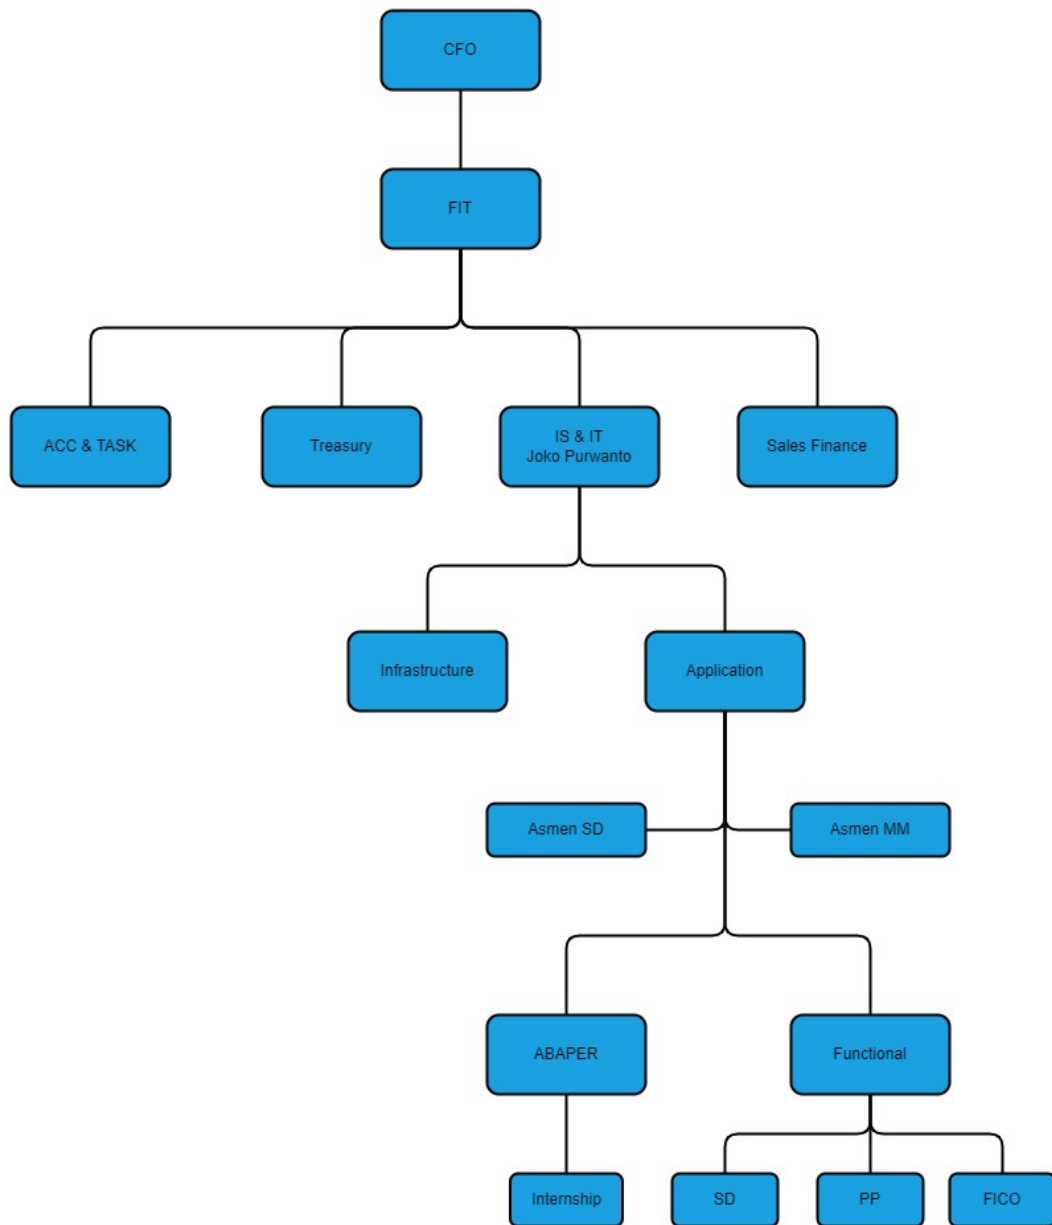 CFO
FIT
ACC & TASK
Treasury
IS & IT
Joko Purwanto
Sales Finance
Infrastructure
Application
Asmen SD
Asmen MM
ABAPER
Functional
Internship
SD
PP
FICO